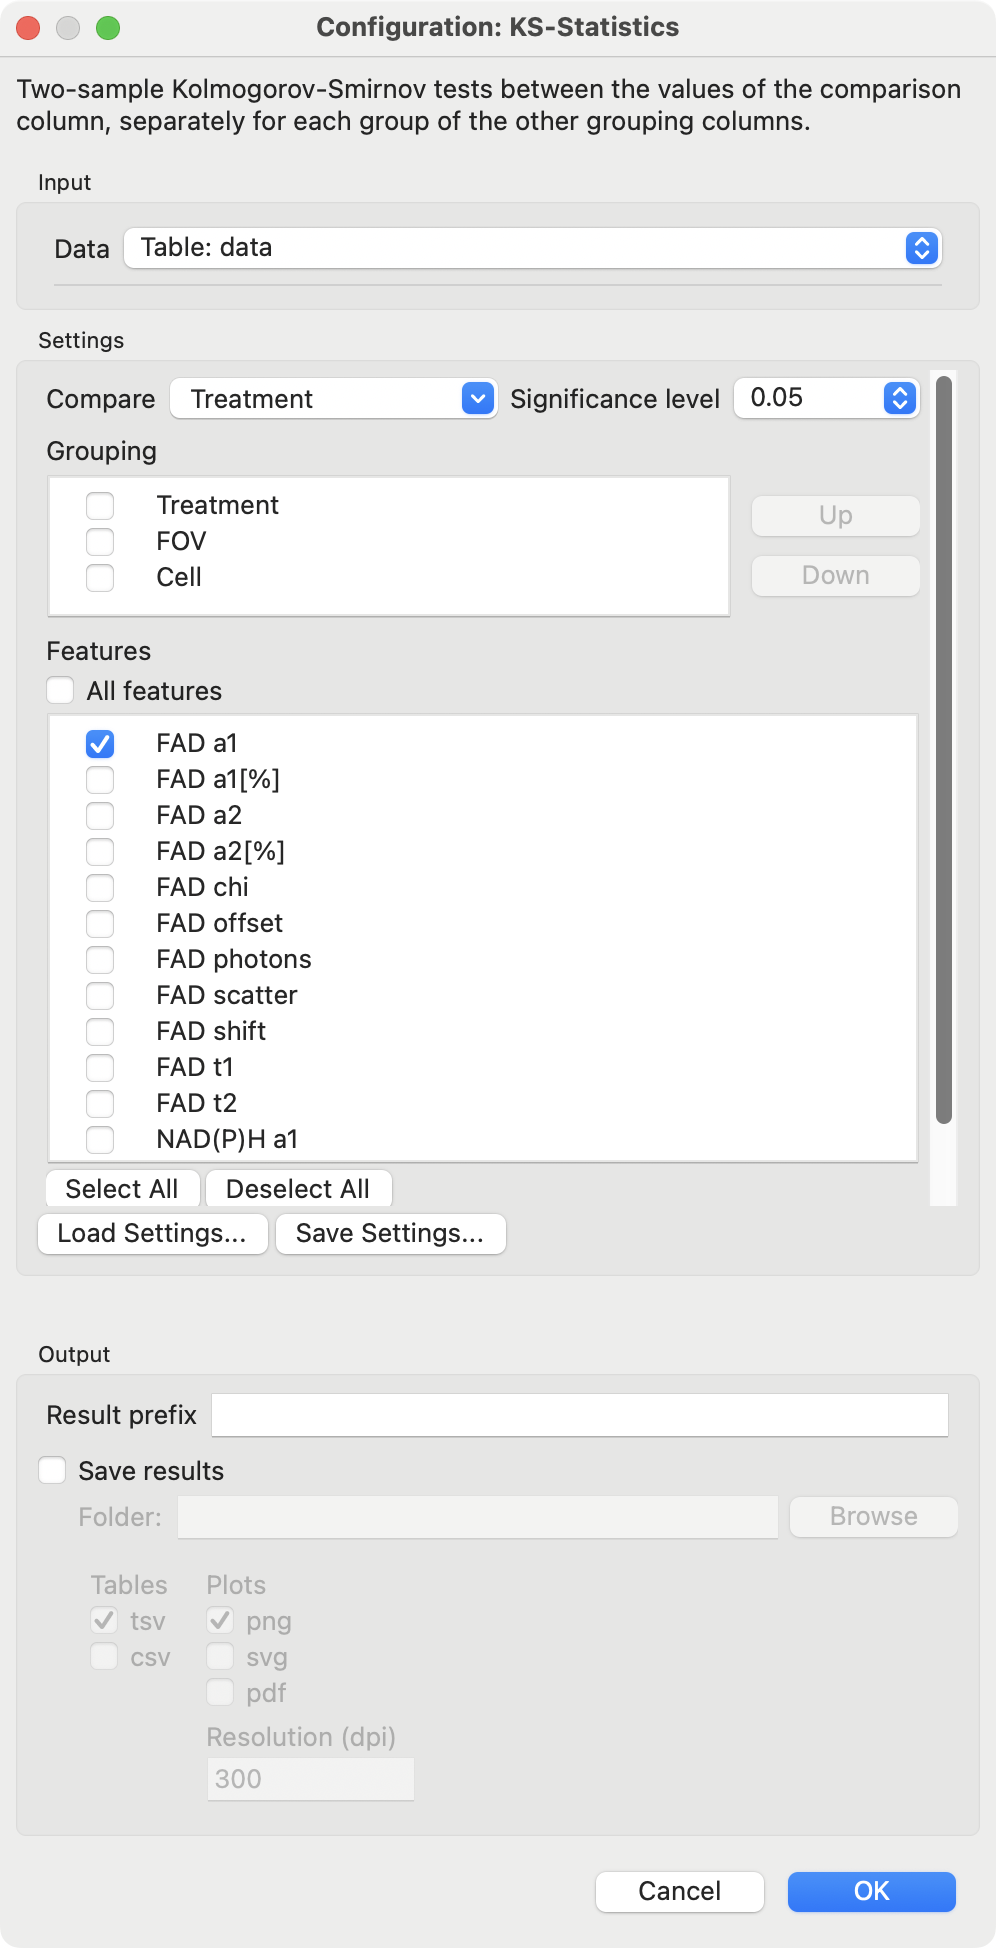 Configuration: KS-Statistics
Two-sample Kolmogorov-Smirnov tests between the values of the comparison
column, separately for each group of the other grouping columns.
Input
Data Table: data
Settings
Compare Treatment Significance level 0.05
Grouping
Treatment
FOV
Cell
Up
Down
Features
All features
FAD a1
FAD a1[%]
FAD a2
FAD a2[%]
FAD chi
FAD offset
FAD photons
FAD scatter
FAD shift
FAD t1
FAD t2
NAD(P)H a1
Select All Deselect All
Load Settings... Save Settings...
Output
Result prefix
Save results
Folder: Browse
Tables Plots
tsv png
csv svg
pdf
Resolution (dpi)
300
Cancel OK